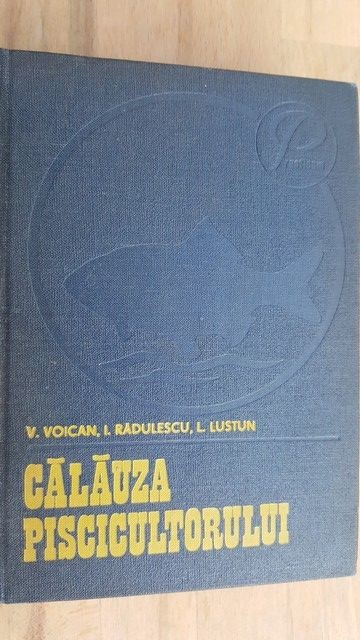 V. VOICAN, I. RĂDULESCU, L. LUSTUN
CĂLĂUZA
PISCICULTORULUI